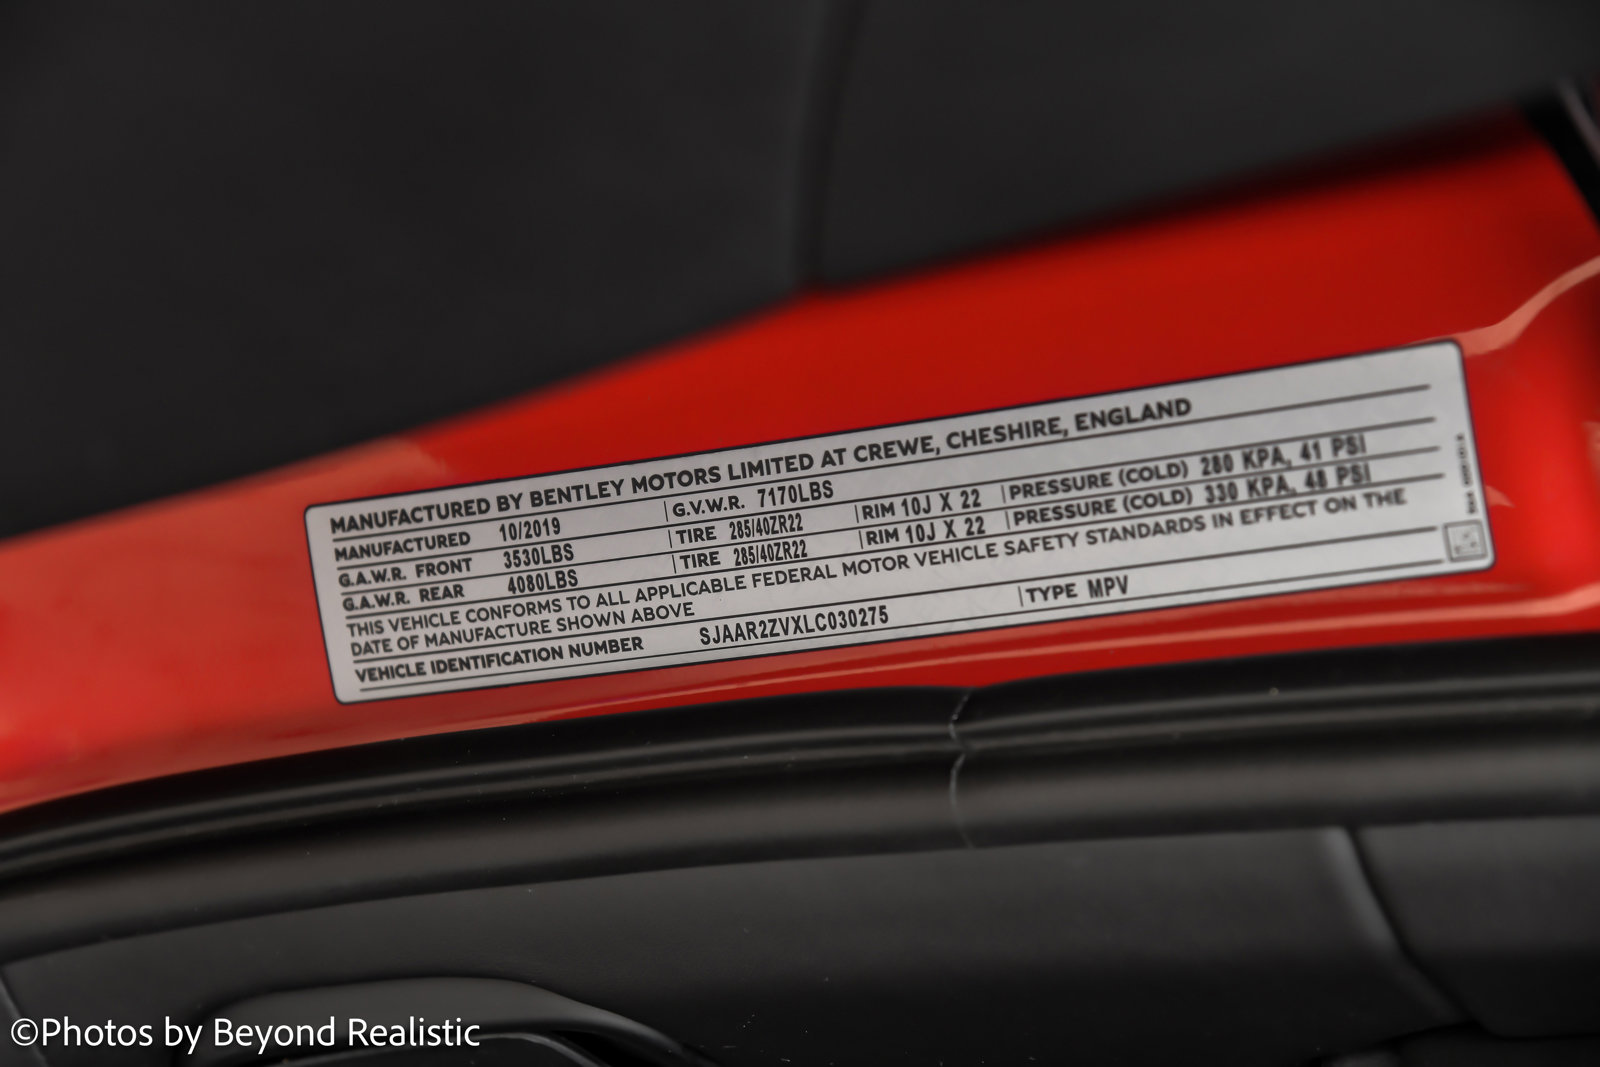 MANUFACTURED BY BENTLEY MOTORS LIMITED AT CREWE, CHESHIRE, ENGLAND
MANUFACTURED 10/2019 G.V.W.R. 7170LBS
G.A.W.R. FRONT 3530LBS TIRE 285/40ZR22 RIM 10J X 22 PRESSURE (COLD) 280 KPA, 41 PSI
G.A.W.R. REAR 4080LBS TIRE 285/40ZR22 RIM 10J X 22 PRESSURE (COLD) 330 KPA, 48 PSI
THIS VEHICLE CONFORMS TO ALL APPLICABLE FEDERAL MOTOR VEHICLE SAFETY STANDARDS IN EFFECT ON THE
DATE OF MANUFACTURE SHOWN ABOVE
VEHICLE IDENTIFICATION NUMBER SJAAR2ZVXLC030275 TYPE MPV
©Photos by Beyond Realistic